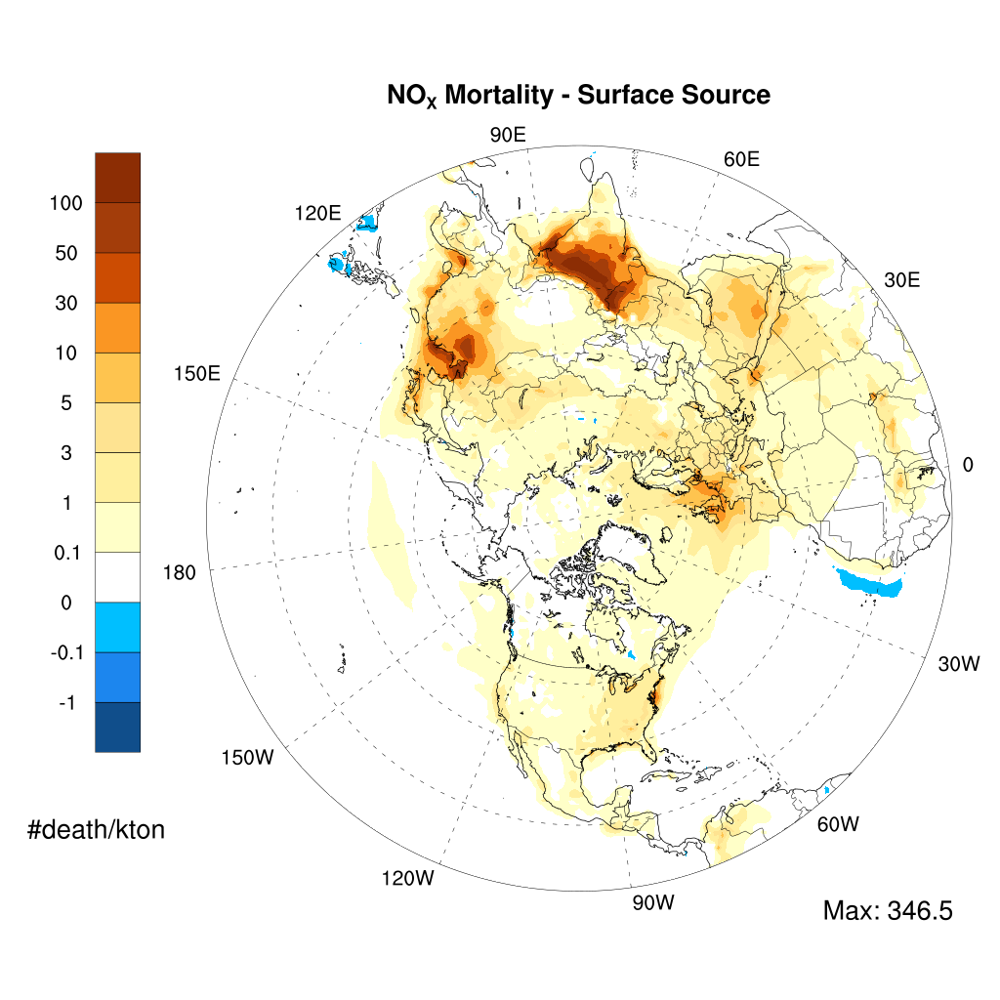 NOₓ Mortality - Surface Source
90E
60E
120E
30E
150E
0
180
30W
150W
60W
120W
90W
100
50
30
10
5
3
1
0.1
0
-0.1
-1
#death/kton
Max: 346.5